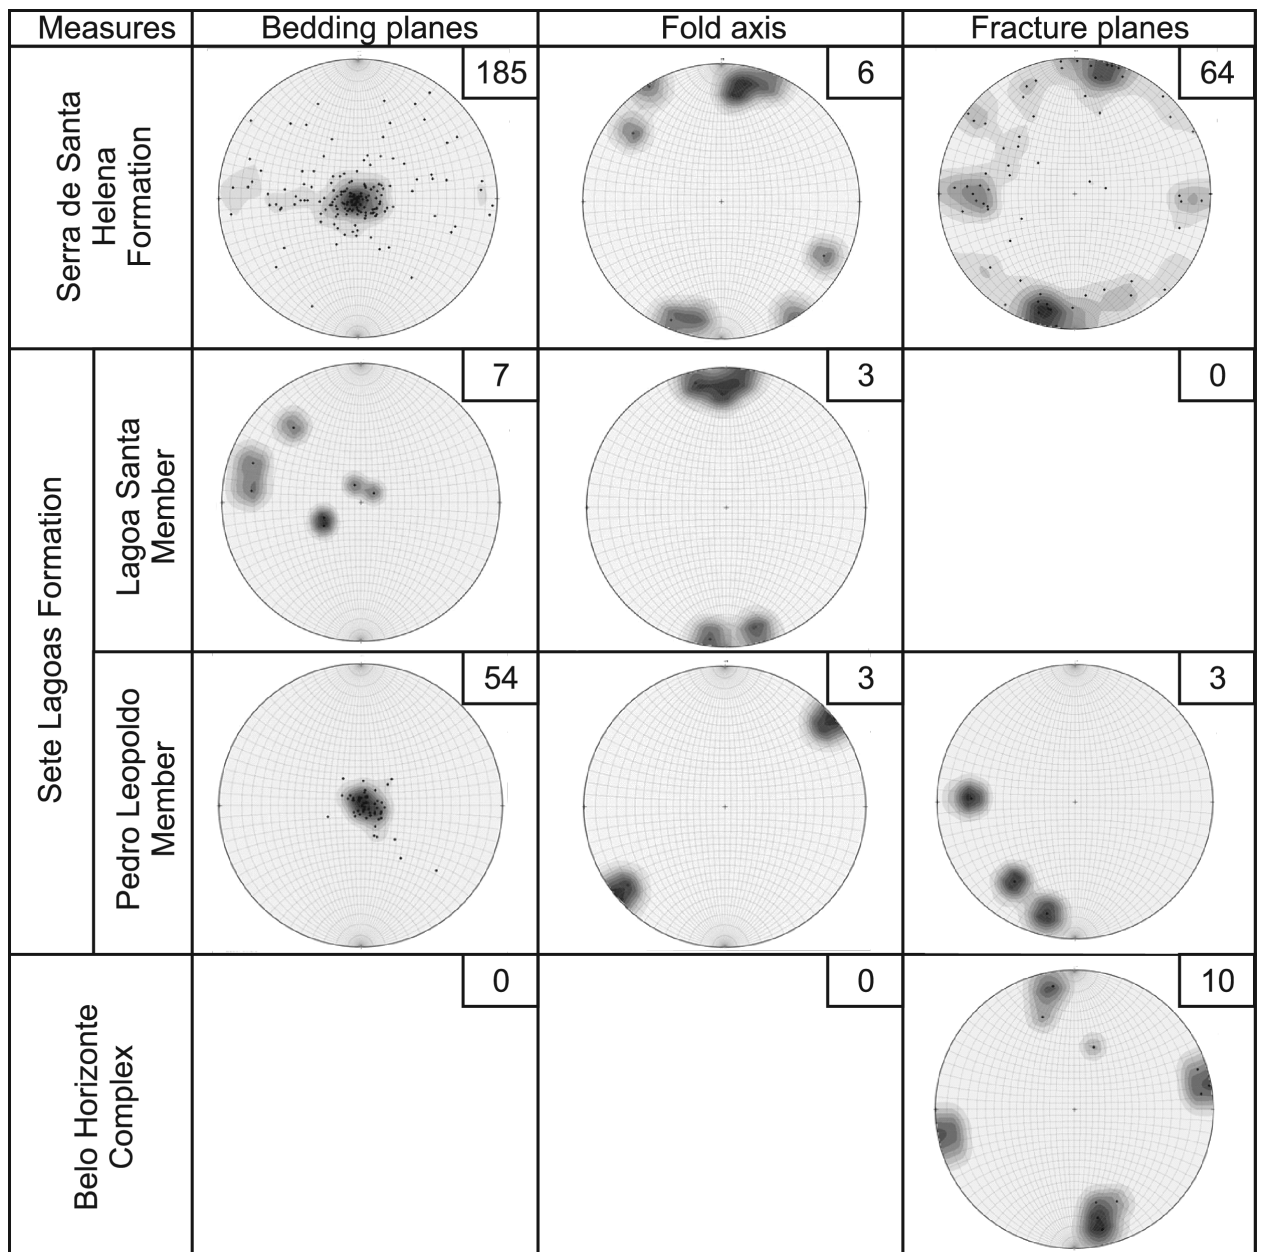 Measures
Bedding planes
Fold axis
Fracture planes
Serra de Santa
Helena
Formation
185
6
64
Sete Lagoas Formation
Lagoa Santa
Member
7
3
0
Pedro Leopoldo
Member
54
3
3
Belo Horizonte
Complex
0
0
10